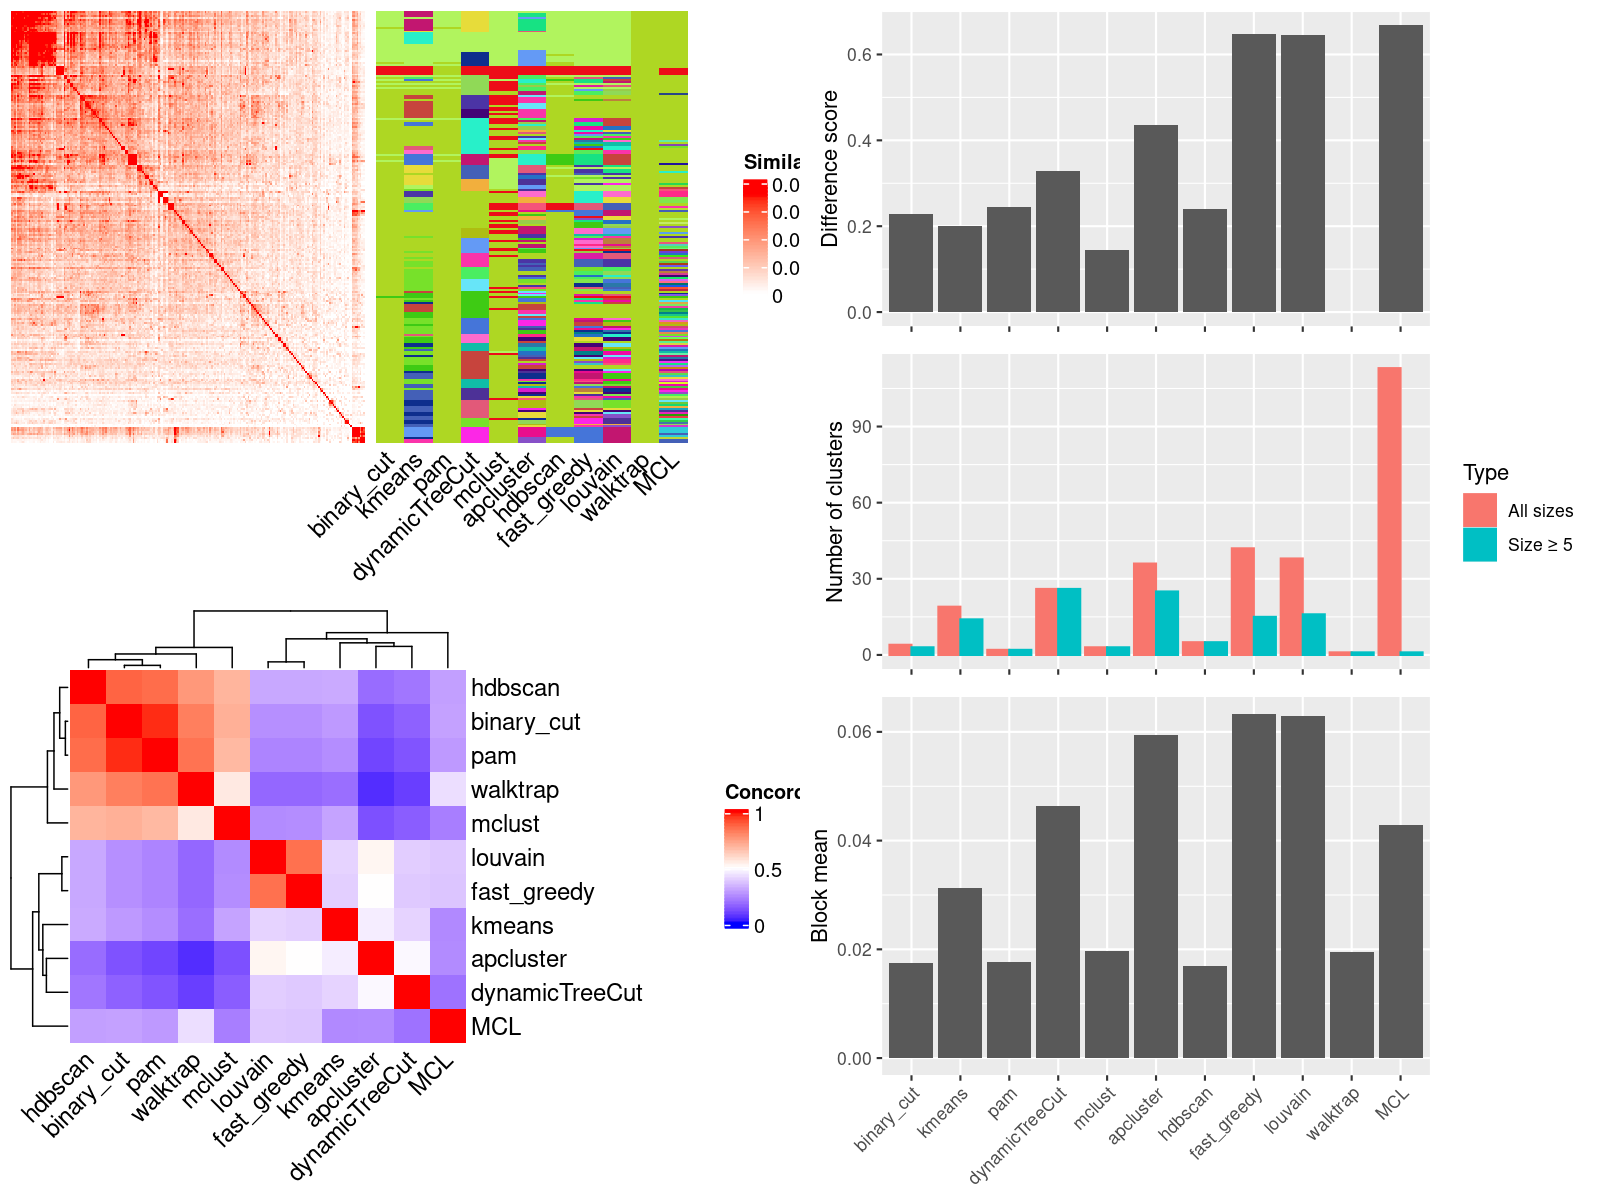 Simila
0.0
0.0
0.0
0.0
0
binary_cut
kmeans
pam
dynamicTreeCut
mclust
apcluster
hdbscan
fast_greedy
louvain
walktrap
MCL
hdbscan
binary_cut
pam
walktrap
mclust
louvain
fast_greedy
kmeans
apcluster
dynamicTreeCut
MCL
hdbscan
binary_cut
pam
walktrap
mclust
louvain
fast_greedy
kmeans
apcluster
dynamicTreeCut
MCL
Concord
1
0.5
0
Difference score
0.6
0.4
0.2
0.0
Number of clusters
90
60
30
0
Type
All sizes
Size ≥ 5
Block mean
0.06
0.04
0.02
0.00
binary_cut
kmeans
pam
dynamicTreeCut
mclust
apcluster
hdbscan
fast_greedy
louvain
walktrap
MCL